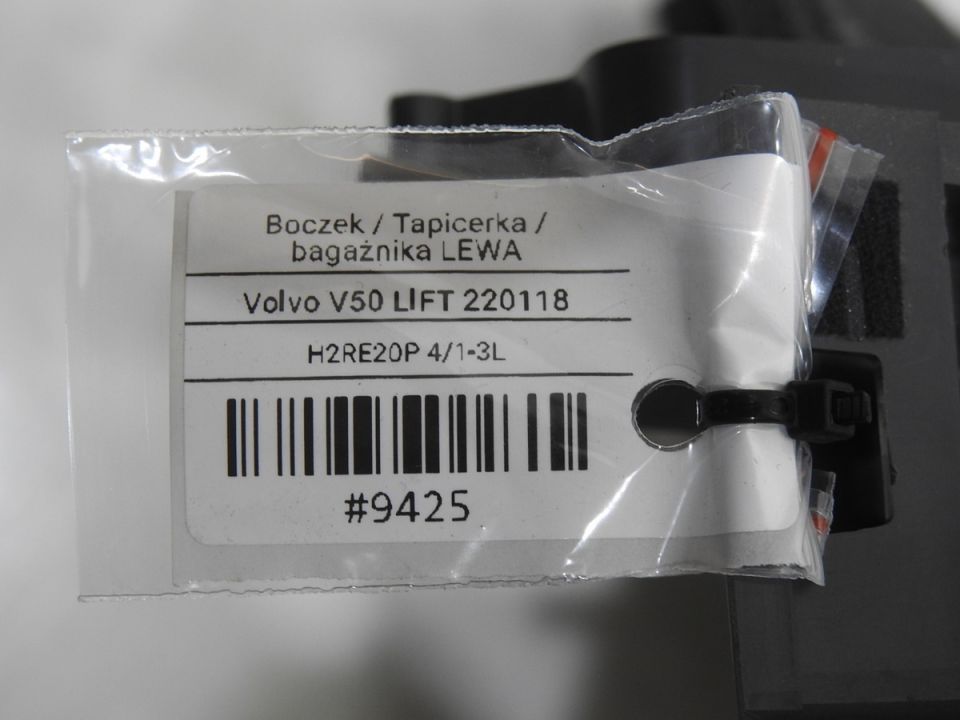 Boczek / Tapicerka /
bagażnika LEWA
Volvo V50 LIFT 220118
H2RE20P 4/1-3L
#9425